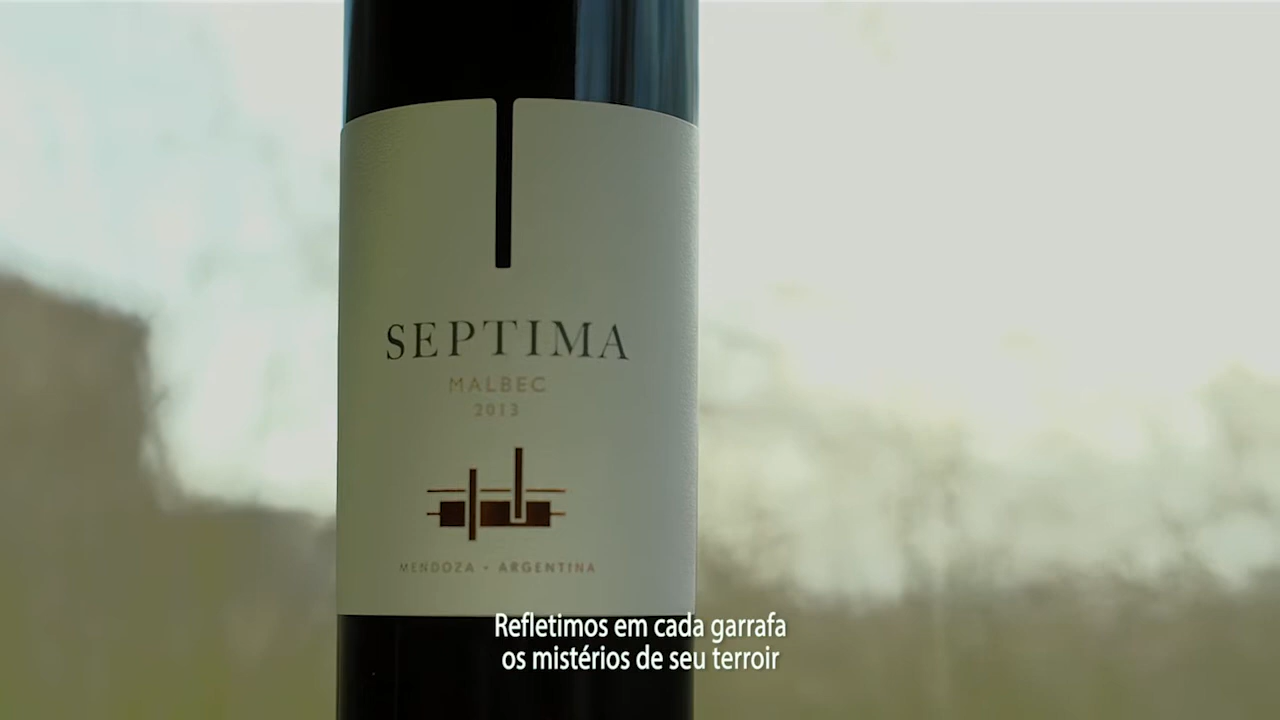 SEPTIMA
MALBEC
2013
MENDOZA • ARGENTINA
Refletimos em cada garrafa
os mistérios de seu terroir